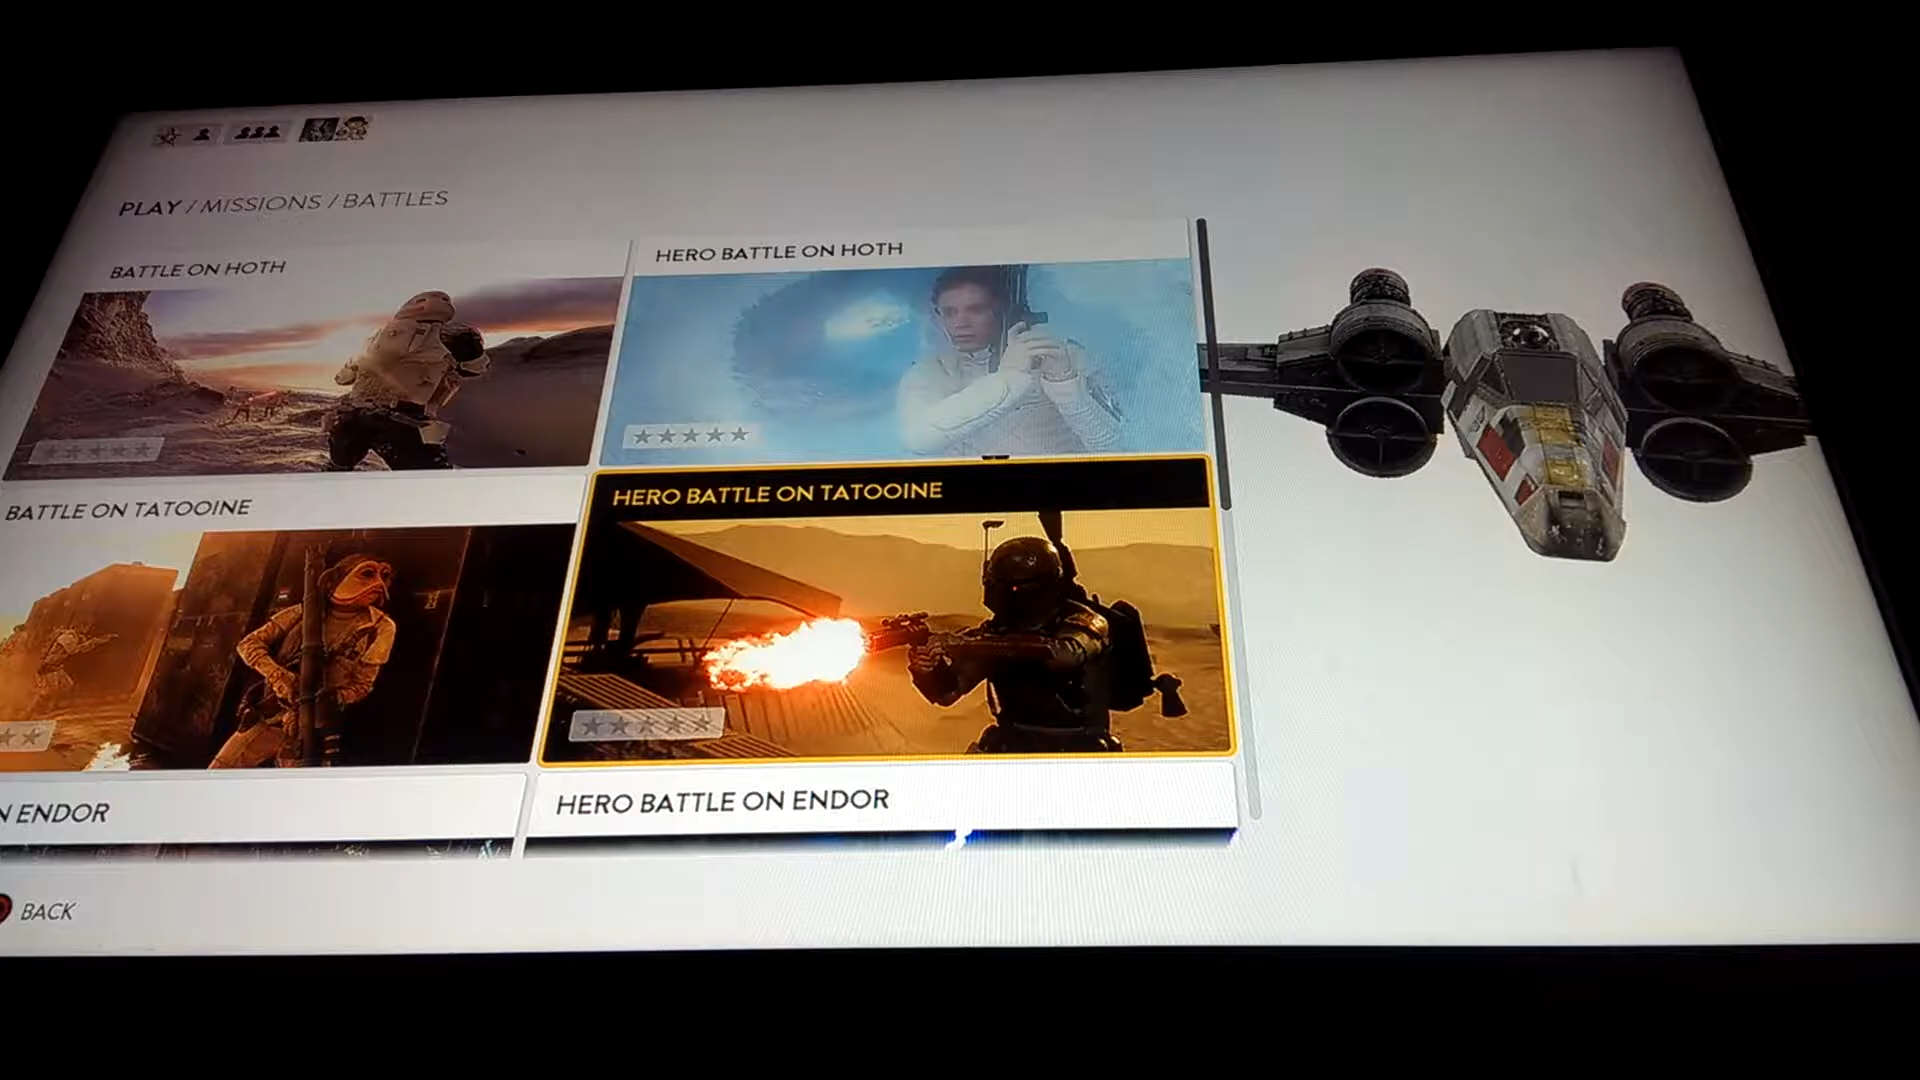 PLAY / MISSIONS / BATTLES
BATTLE ON HOTH
HERO BATTLE ON HOTH
BATTLE ON TATOOINE
HERO BATTLE ON TATOOINE
N ENDOR
HERO BATTLE ON ENDOR
BACK